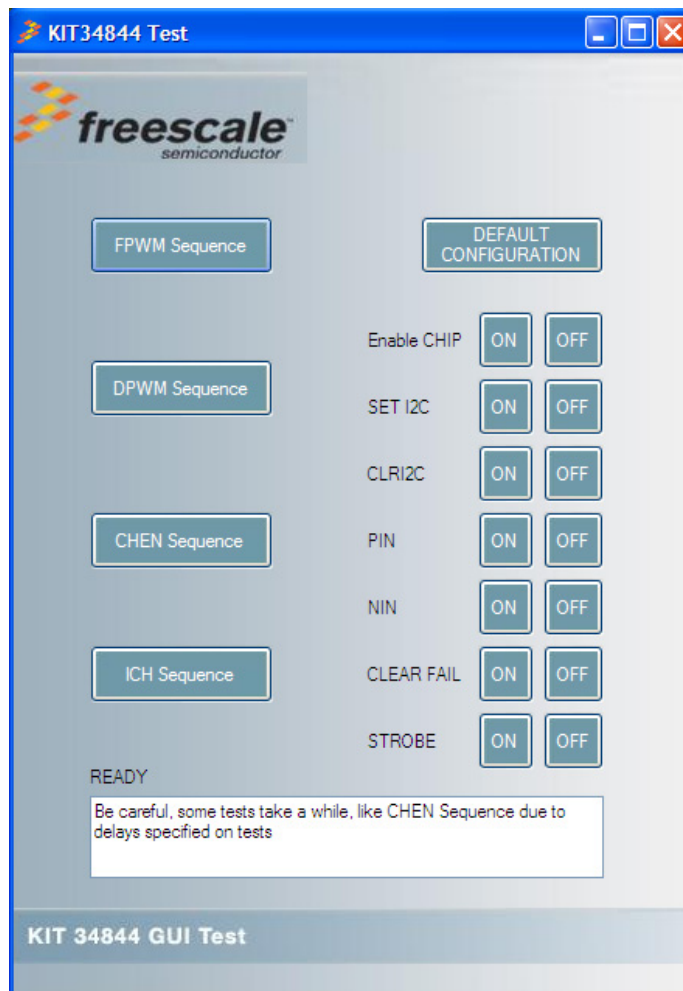 KIT34844 Test
freescale™
semiconductor
FPWM Sequence
DEFAULT
CONFIGURATION
Enable CHIP ON OFF
DPWM Sequence
SET I2C ON OFF
CLRI2C ON OFF
CHEN Sequence
PIN ON OFF
NIN ON OFF
ICH Sequence
CLEAR FAIL ON OFF
STROBE ON OFF
READY
Be careful, some tests take a while, like CHEN Sequence due to
delays specified on tests
KIT 34844 GUI Test